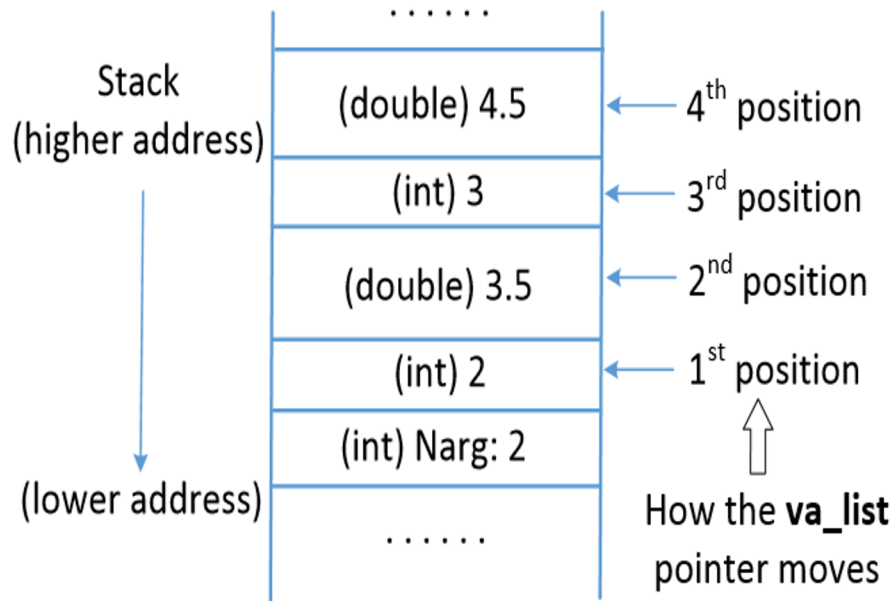 ......
Stack
(higher address)
(double) 4.5
4th position
(int) 3
3rd position
(double) 3.5
2nd position
(int) 2
1st position
(int) Narg: 2
(lower address)
......
How the va_list
pointer moves